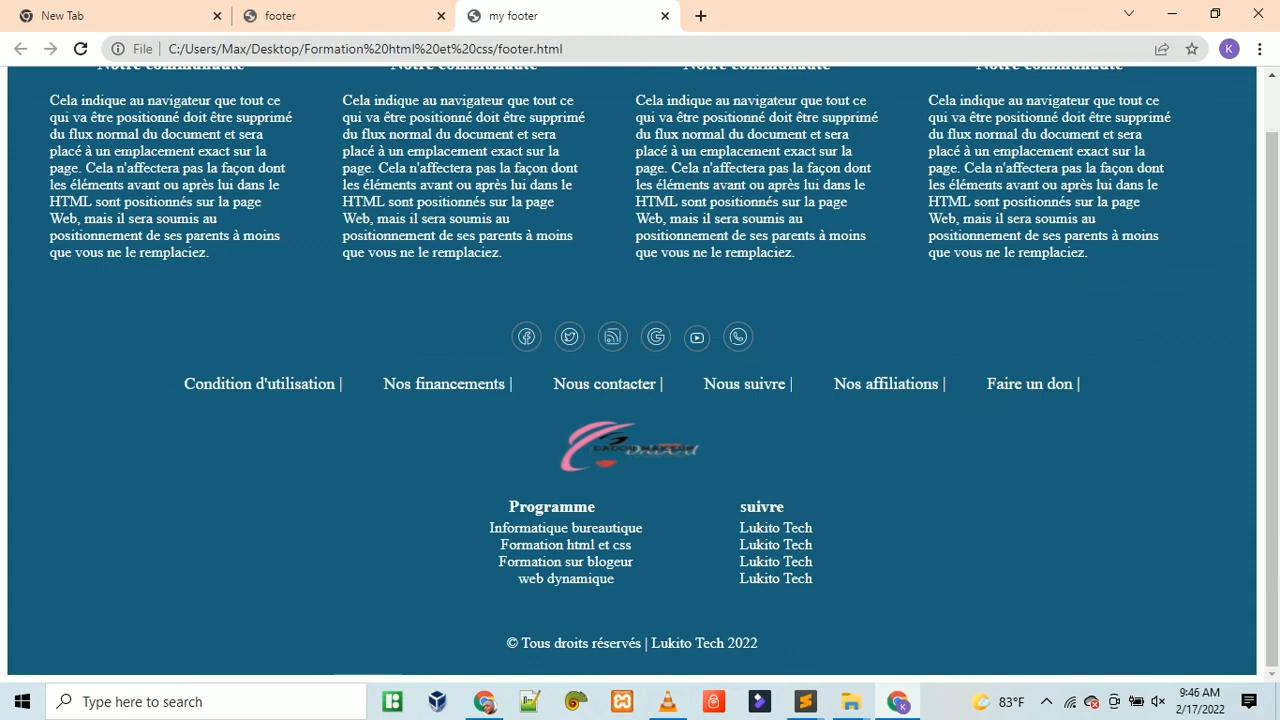 New Tab
footer
my footer
File
C:/Users/Max/Desktop/Formation%20html%20et%20css/footer.html
K
Notre communauté Notre communauté Notre communauté Notre communauté
Cela indique au navigateur que tout ce
qui va être positionné doit être supprimé
du flux normal du document et sera
placé à un emplacement exact sur la
page. Cela n'affectera pas la façon dont
les éléments avant ou après lui dans le
HTML sont positionnés sur la page
Web, mais il sera soumis au
positionnement de ses parents à moins
que vous ne le remplaciez.
Cela indique au navigateur que tout ce
qui va être positionné doit être supprimé
du flux normal du document et sera
placé à un emplacement exact sur la
page. Cela n'affectera pas la façon dont
les éléments avant ou après lui dans le
HTML sont positionnés sur la page
Web, mais il sera soumis au
positionnement de ses parents à moins
que vous ne le remplaciez.
Cela indique au navigateur que tout ce
qui va être positionné doit être supprimé
du flux normal du document et sera
placé à un emplacement exact sur la
page. Cela n'affectera pas la façon dont
les éléments avant ou après lui dans le
HTML sont positionnés sur la page
Web, mais il sera soumis au
positionnement de ses parents à moins
que vous ne le remplaciez.
Cela indique au navigateur que tout ce
qui va être positionné doit être supprimé
du flux normal du document et sera
placé à un emplacement exact sur la
page. Cela n'affectera pas la façon dont
les éléments avant ou après lui dans le
HTML sont positionnés sur la page
Web, mais il sera soumis au
positionnement de ses parents à moins
que vous ne le remplaciez.
Condition d'utilisation | Nos financements | Nous contacter | Nous suivre | Nos affiliations | Faire un don |
Programme
Informatique bureautique
Formation html et css
Formation sur blogeur
web dynamique
suivre
Lukito Tech
Lukito Tech
Lukito Tech
Lukito Tech
© Tous droits réservés | Lukito Tech 2022
Type here to search
83°F
9:46 AM
2/17/2022